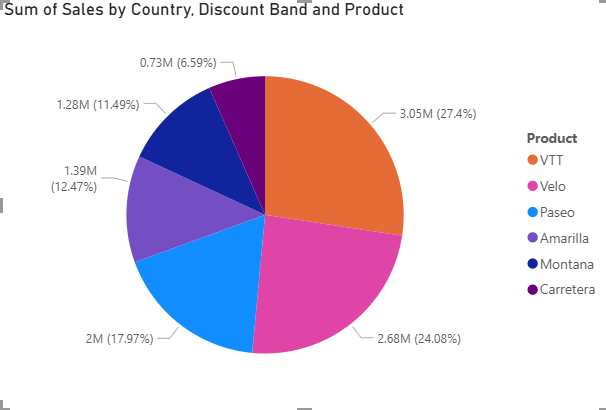 Sum of Sales by Country, Discount Band and Product
0.73M (6.59%)
1.28M (11.49%)
1.39M
(12.47%)
2M (17.97%)
3.05M (27.4%)
2.68M (24.08%)
Product
VTT
Velo
Paseo
Amarilla
Montana
Carretera